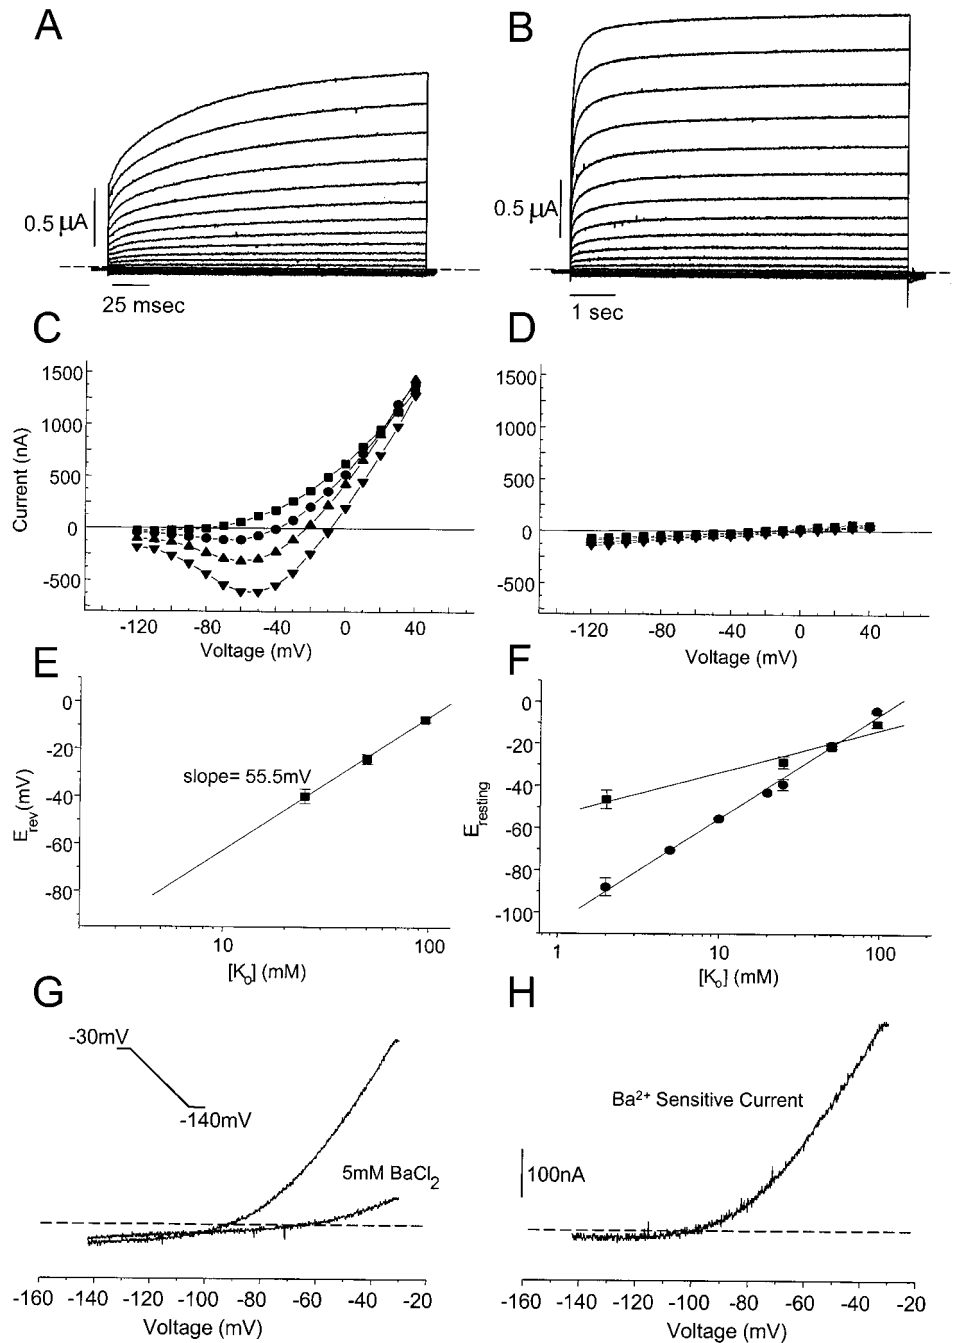 A
0.5 μA
25 msec
B
0.5 μA
1 sec
C
1500
1000
500
0
-500
Current (nA)
-120 -80 -40 0 40
Voltage (mV)
D
1500
1000
500
0
-500
-120 -80 -40 0 40
Voltage (mV)
E
0
-20
-40
-60
-80
E_rev (mV)
slope= 55.5mV
10 100
[K_o] (mM)
F
0
-20
-40
-60
-80
-100
E_resting
1 10 100
[K_o] (mM)
G
-30mV
-140mV
5mM BaCl₂
-160 -140 -120 -100 -80 -60 -40 -20
Voltage (mV)
H
Ba²⁺ Sensitive Current
100nA
-160 -140 -120 -100 -80 -60 -40 -20
Voltage (mV)